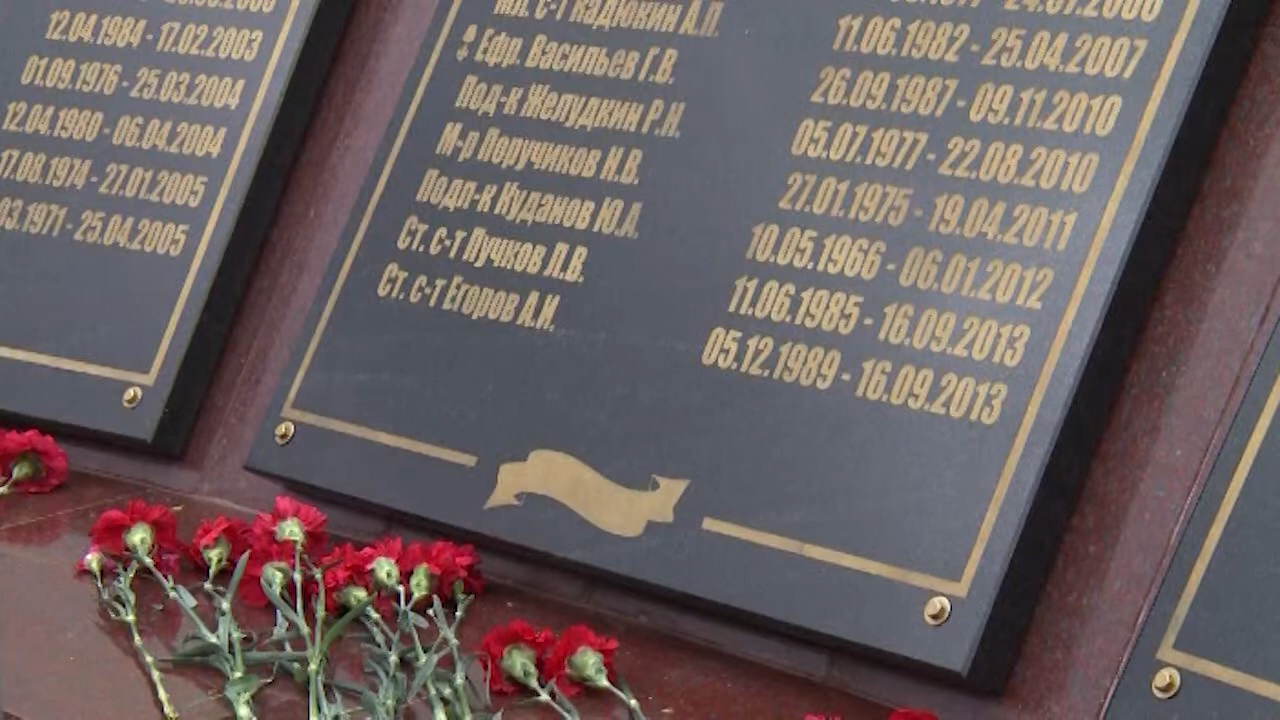 12.04.1984 - 17.02.2003
01.09.1976 - 25.03.2004
12.04.1980 - 06.04.2004
17.08.1974 - 27.01.2005
03.1971 - 25.04.2005
Мл. с-т Кадюкин А.П.
Ефр. Васильев Г.В. 11.06.1982 - 25.04.2007
Под-к Желудкин Р.Н. 26.09.1987 - 09.11.2010
М-р Поручиков И.В. 05.07.1977 - 22.08.2010
Подп-к Куданов Ю.А. 27.01.1975 - 19.04.2011
Ст. с-т Пучков Л.В. 10.05.1966 - 06.01.2012
Ст. с-т Егоров А.И. 11.06.1985 - 16.09.2013
05.12.1989 - 16.09.2013